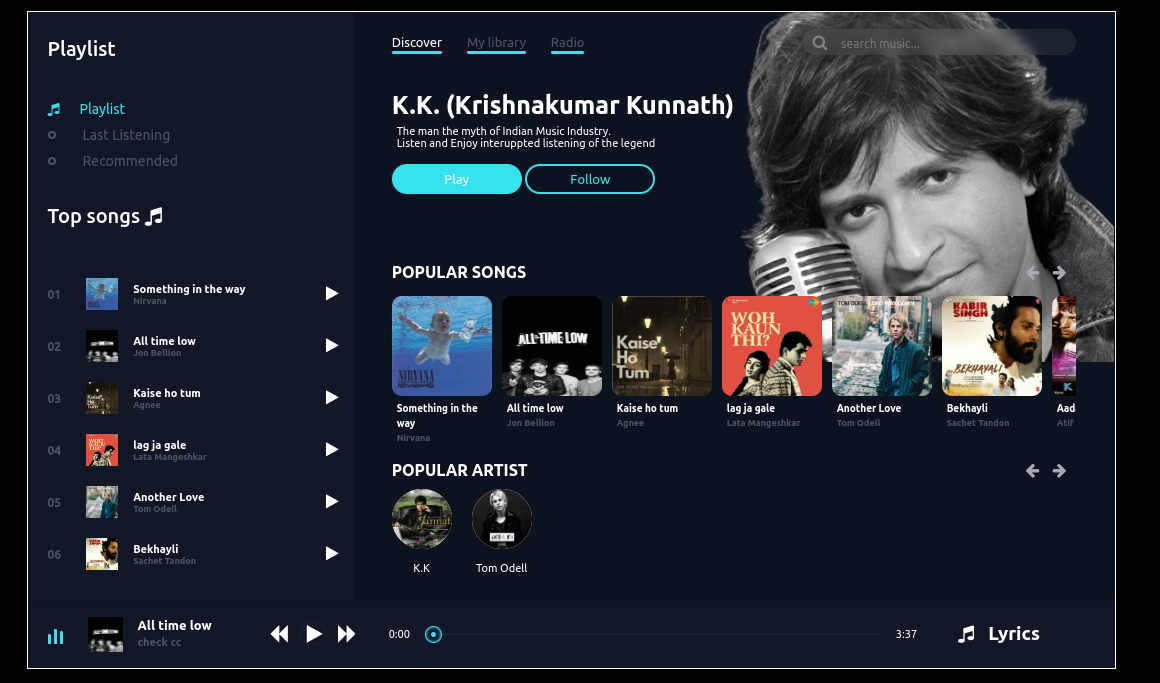 Playlist
Playlist
Last Listening
Recommended
Top songs
01
Something in the way
Nirvana
02
All time low
Jon Bellion
03
Kaise ho tum
Agnee
04
lag ja gale
Lata Mangeshkar
05
Another Love
Tom Odell
06
Bekhayli
Sachet Tandon
Discover My library Radio
search music...
K.K. (Krishnakumar Kunnath)
The man the myth of Indian Music Industry.
Listen and Enjoy interuppted listening of the legend
Play Follow
POPULAR SONGS
NIRVANA
ALL TIME LOW
Kaise
Ho
Tum
WOH
KAUN
THI?
TOM ODELL LONG WAY DOWN
KABIR
SINGH
BEKHAYALI
Something in the
way
Nirvana
All time low
Jon Bellion
Kaise ho tum
Agnee
lag ja gale
Lata Mangeshkar
Another Love
Tom Odell
Bekhayli
Sachet Tandon
Aad
Atif
POPULAR ARTIST
K.K
Tom Odell
All time low
check cc
0:00
3:37
Lyrics